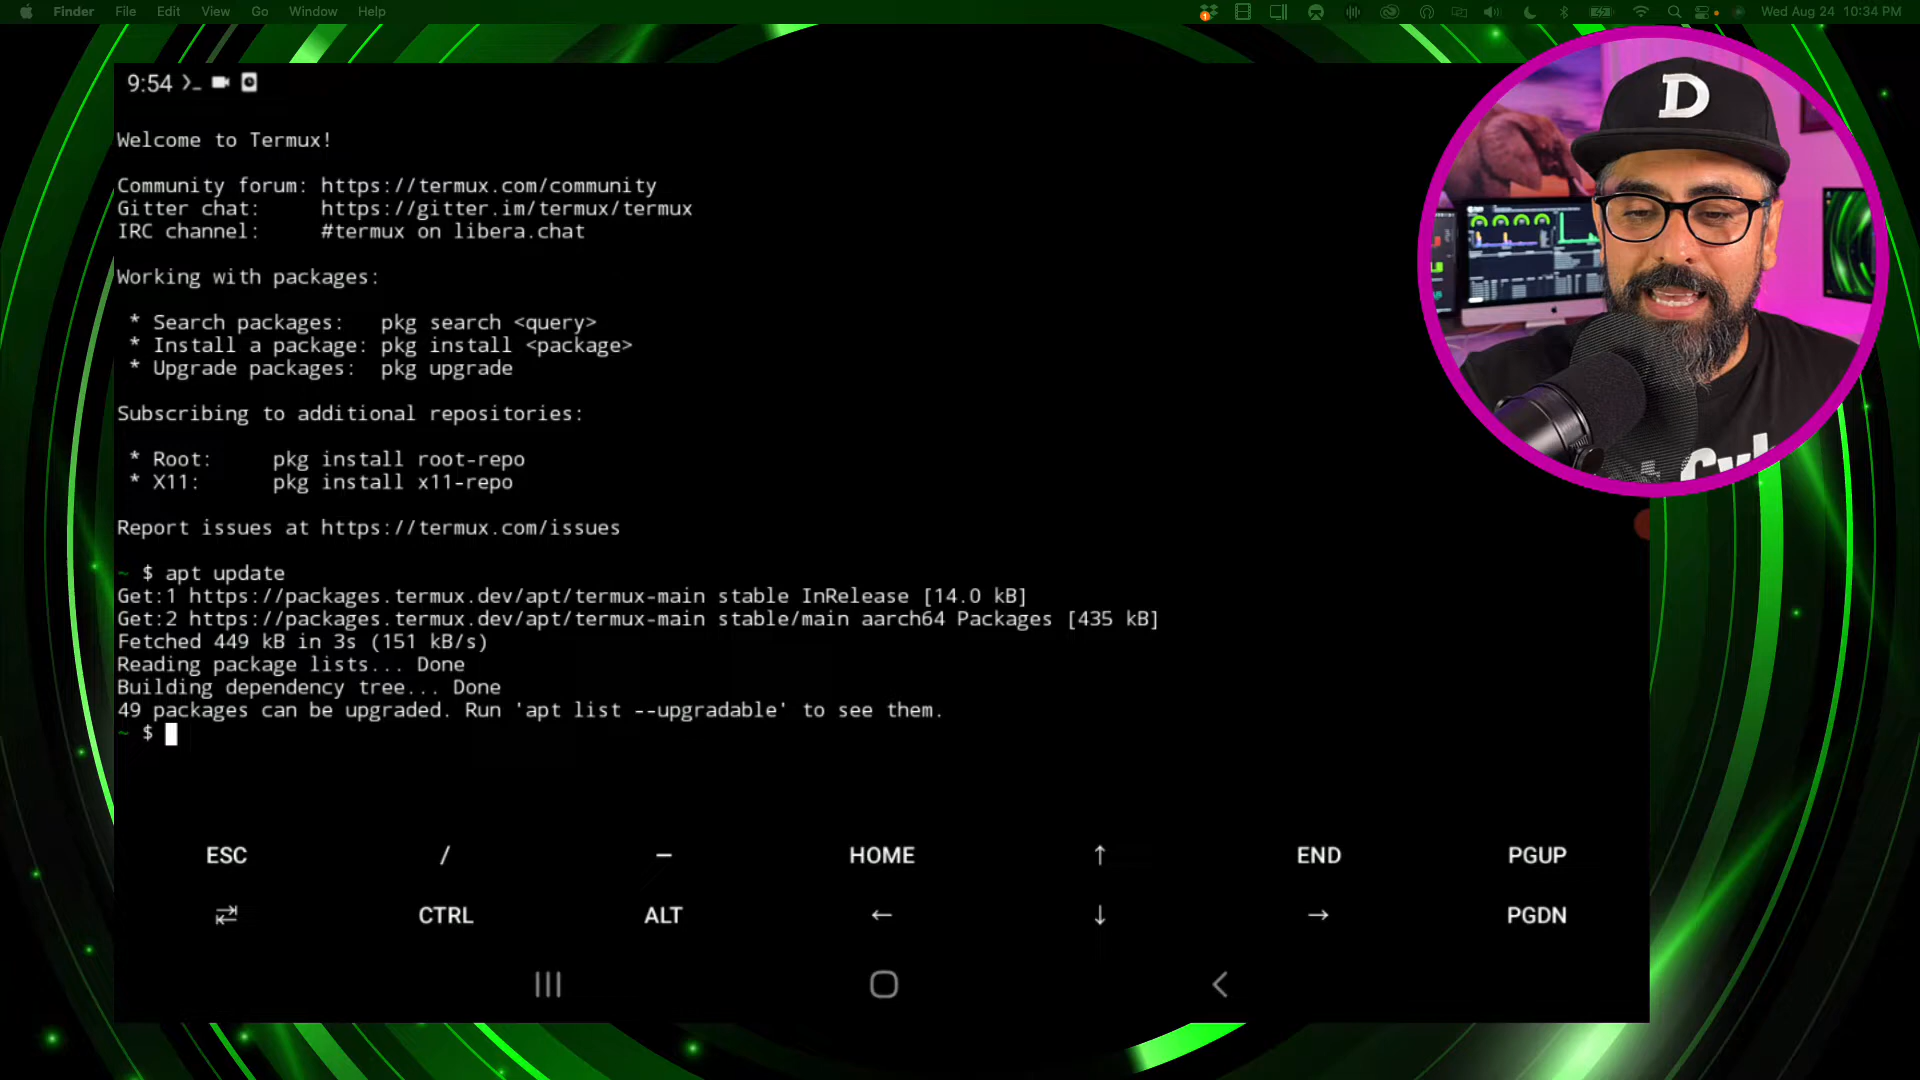 Finder File Edit View Go Window Help
Wed Aug 24 10:34 PM
9:54
D
Welcome to Termux!
Community forum: https://termux.com/community
Gitter chat: https://gitter.im/termux/termux
IRC channel: #termux on libera.chat
Working with packages:
* Search packages: pkg search <query>
* Install a package: pkg install <package>
* Upgrade packages: pkg upgrade
Subscribing to additional repositories:
* Root: pkg install root-repo
* X11: pkg install x11-repo
Report issues at https://termux.com/issues
~ $ apt update
Get:1 https://packages.termux.dev/apt/termux-main stable InRelease [14.0 kB]
Get:2 https://packages.termux.dev/apt/termux-main stable/main aarch64 Packages [435 kB]
Fetched 449 kB in 3s (151 kB/s)
Reading package lists... Done
Building dependency tree... Done
49 packages can be upgraded. Run 'apt list --upgradable' to see them.
~ $
ESC / — HOME ↑ END PGUP
⇄ CTRL ALT ← ↓ → PGDN